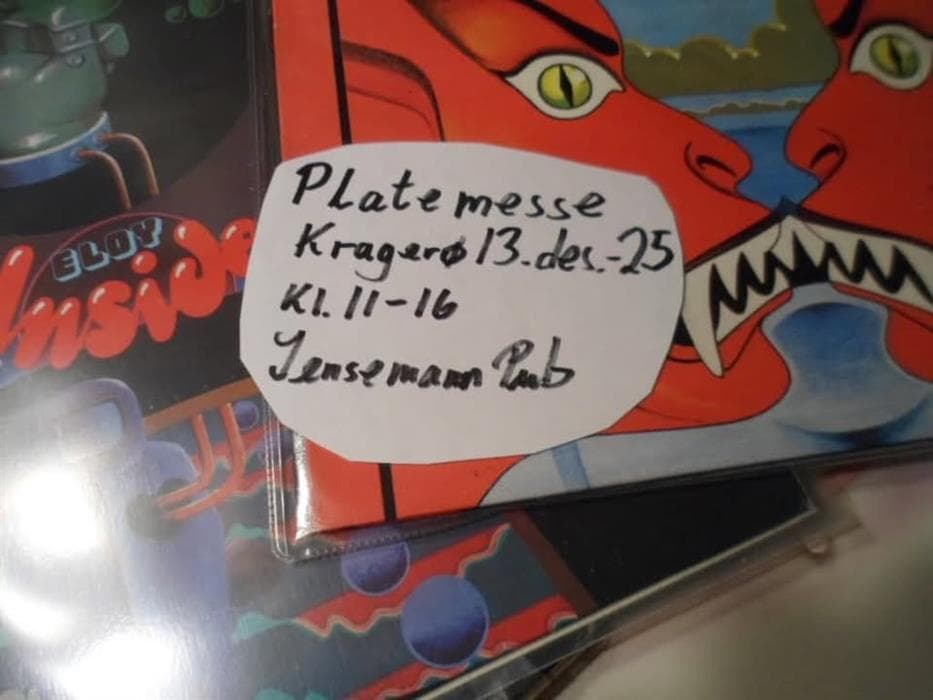 Platemesse
Kragerø 13.des.-25
Kl. 11-16
Jensemann Pub
ELOY
Inside